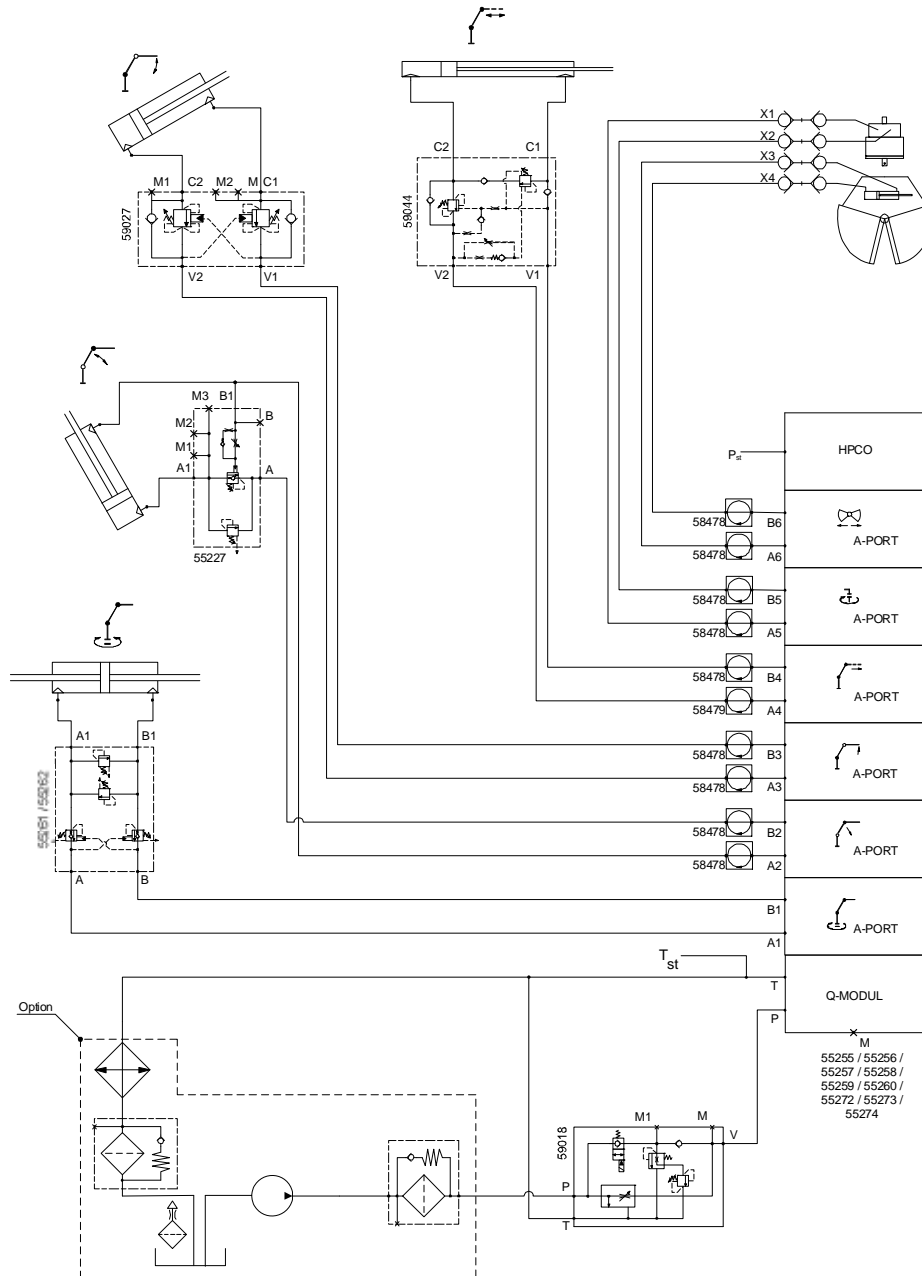 X1
X2
X3
X4
C2
C1
M1
C2
M2
M
C1
59027
59044
V2
V1
V2
V1
M3
B1
B
M2
M1
A1
A
55227
HPCO
Pst
58478
B6
A-PORT
58478
A6
58478
B5
A-PORT
58478
A5
58478
B4
A-PORT
58479
A4
58478
B3
A-PORT
58478
A3
58478
B2
A-PORT
58478
A2
A1
B1
55261 / 55262
A
B
B1
A-PORT
A1
Tst
T
Q-MODUL
P
Option
M
55255 / 55256 /
55257 / 55258 /
55259 / 55260 /
55272 / 55273 /
55274
M1
M
59018
V
P
T